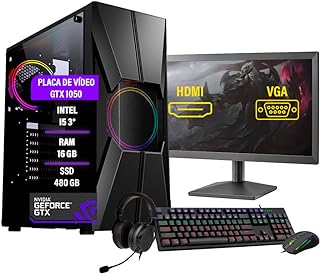 PLACA DE VÍDEO
GTX 1050
INTEL
I5 3ª
RAM
16 GB
SSD
480 GB
NVIDIA
GEFORCE
GTX
HDMI
VGA